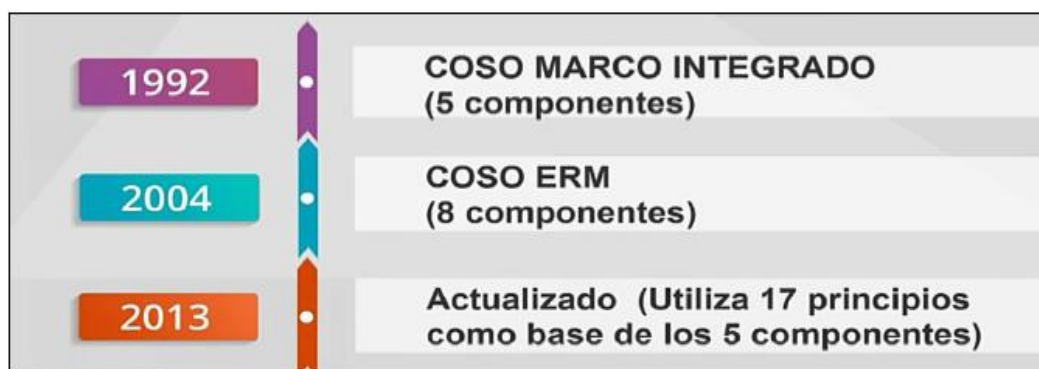 1992
COSO MARCO INTEGRADO
(5 componentes)
2004
COSO ERM
(8 componentes)
2013
Actualizado (Utiliza 17 principios
como base de los 5 componentes)